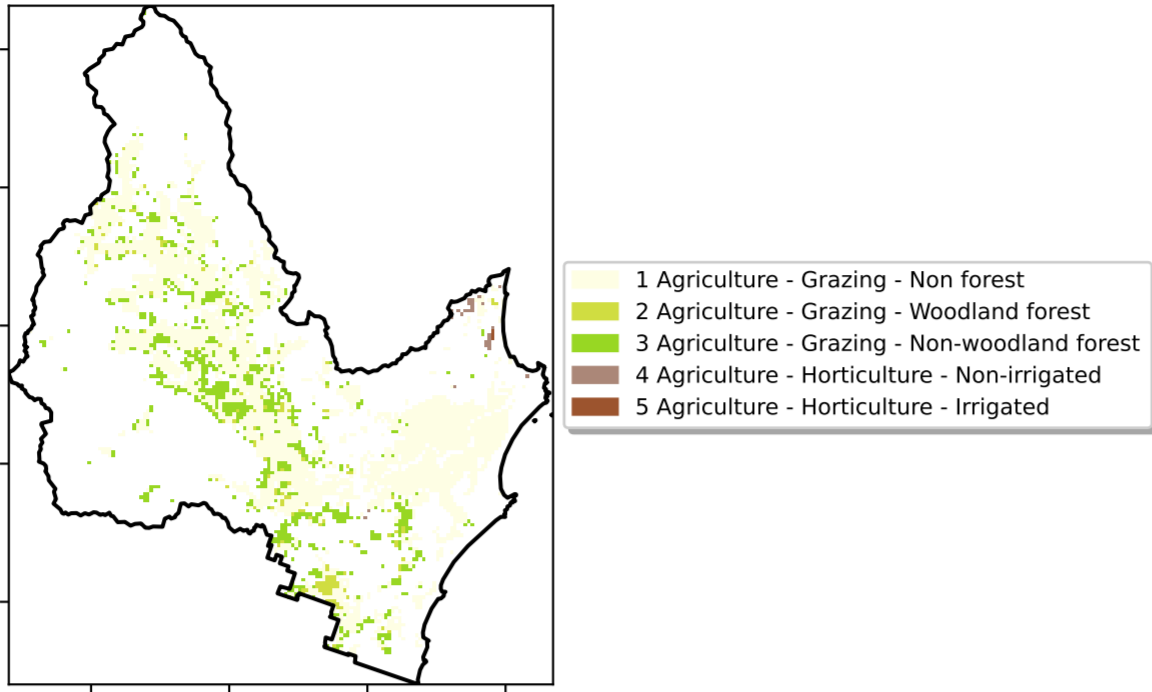 1 Agriculture - Grazing - Non forest
2 Agriculture - Grazing - Woodland forest
3 Agriculture - Grazing - Non-woodland forest
4 Agriculture - Horticulture - Non-irrigated
5 Agriculture - Horticulture - Irrigated